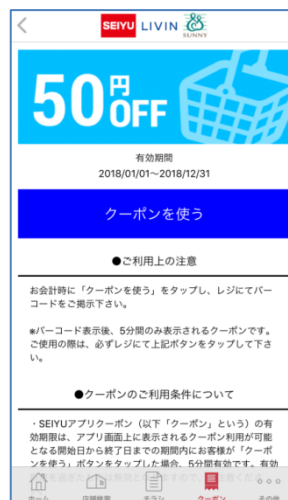 SEIYU LIVIN SUNNY
50円OFF
有効期間
2018/01/01~2018/12/31
クーポンを使う
●ご利用上の注意
お会計時に「クーポンを使う」をタップし、レジにてバー
コードをご掲示下さい。
※バーコード表示後、5分間のみ表示されるクーポンです。
ご使用の際は、必ずレジにて上記ボタンをタップして下さ
い。
●クーポンのご利用条件について
・SEIYUアプリクーポン（以下「クーポン」という）の有
効期限は、アプリ画面上に表示されるクーポン利用が可能
となる開始日から終了日までの期間内にお客様が「クーポ
ンを使う」ボタンをタップした場合、5分間有効です。有効
ホーム 店舗検索 チラシ クーポン その他